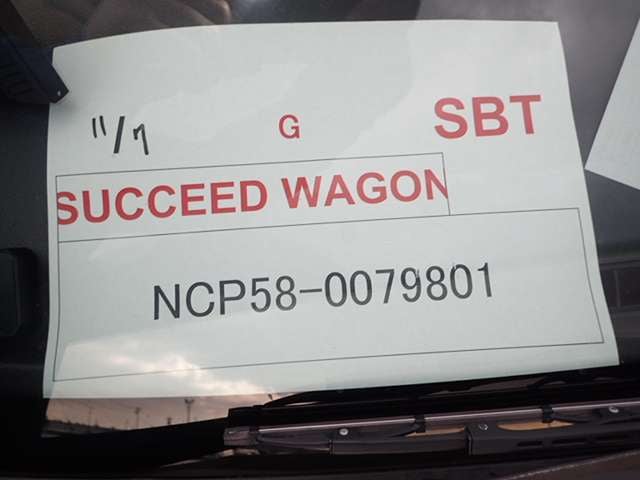 11/7 G SBT
SUCCEED WAGON
NCP58-0079801